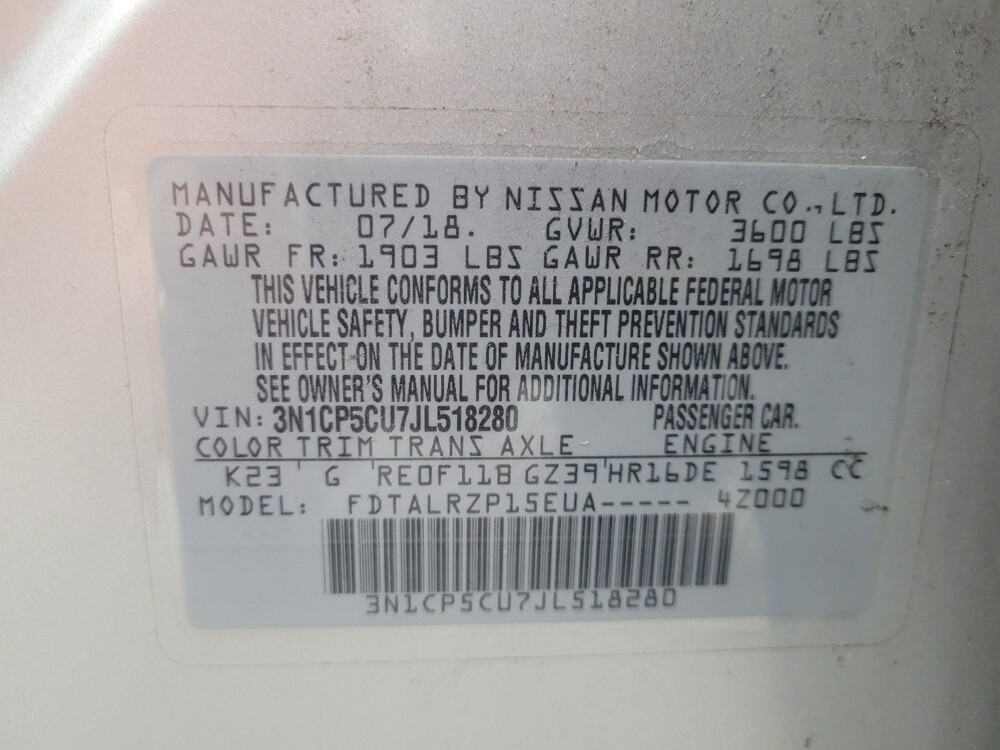 MANUFACTURED BY NISSAN MOTOR CO., LTD.
DATE: 07/18. GVWR: 3600 LBS
GAWR FR: 1903 LBS GAWR RR: 1698 LBS
THIS VEHICLE CONFORMS TO ALL APPLICABLE FEDERAL MOTOR
VEHICLE SAFETY, BUMPER AND THEFT PREVENTION STANDARDS
IN EFFECT ON THE DATE OF MANUFACTURE SHOWN ABOVE.
SEE OWNER'S MANUAL FOR ADDITIONAL INFORMATION.
VIN: 3N1CP5CU7JL518280 PASSENGER CAR.
COLOR TRIM TRANS AXLE ENGINE
K23 G RE0F11B GZ39 HR16DE 1598 CC
MODEL: FDTALRZP15EUA----- 4Z000
3N1CP5CU7JL518280